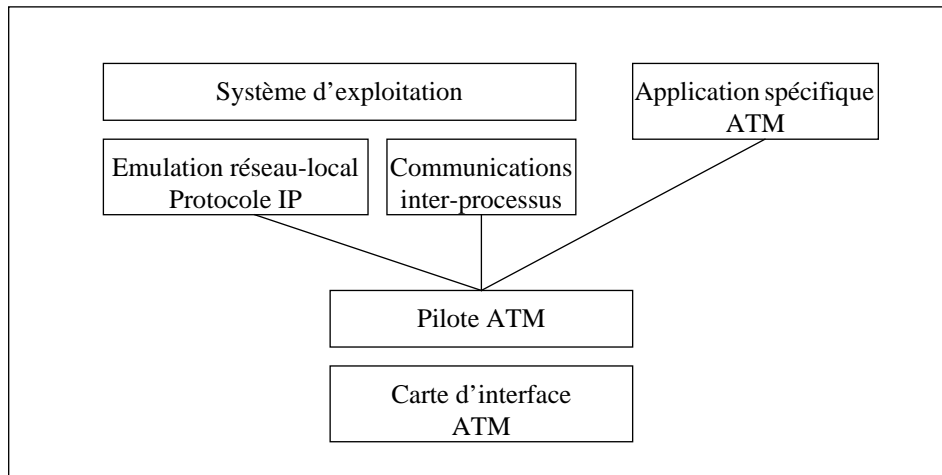 Système d'exploitation
Application spécifique
ATM
Emulation réseau-local
Protocole IP
Communications
inter-processus
Pilote ATM
Carte d'interface
ATM